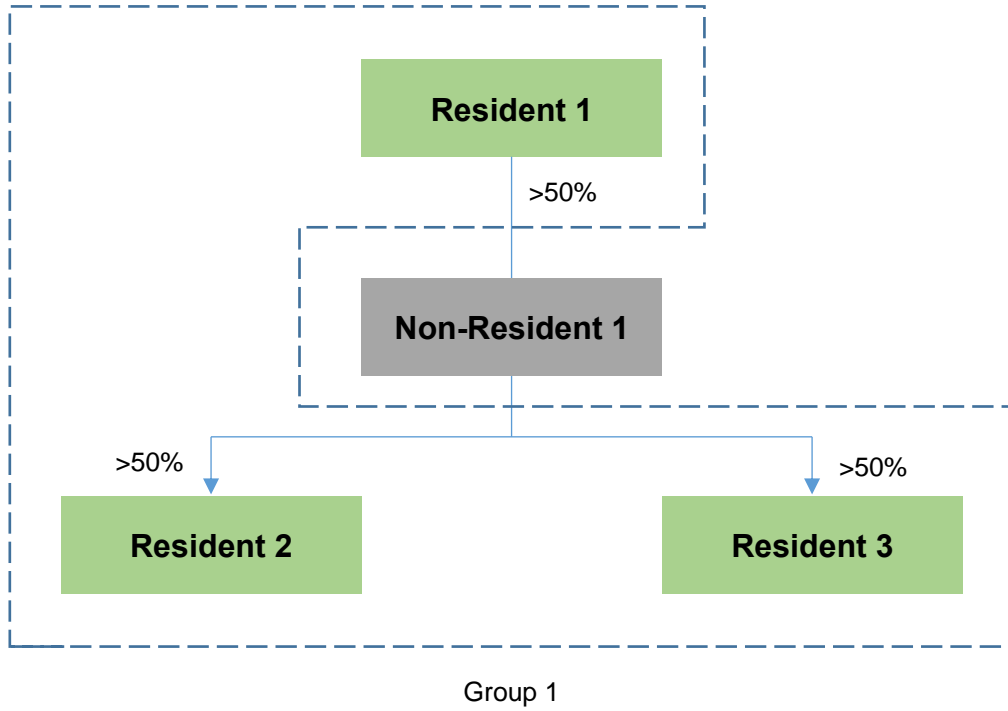 Resident 1
>50%
Non-Resident 1
>50%
>50%
Resident 2
Resident 3
Group 1